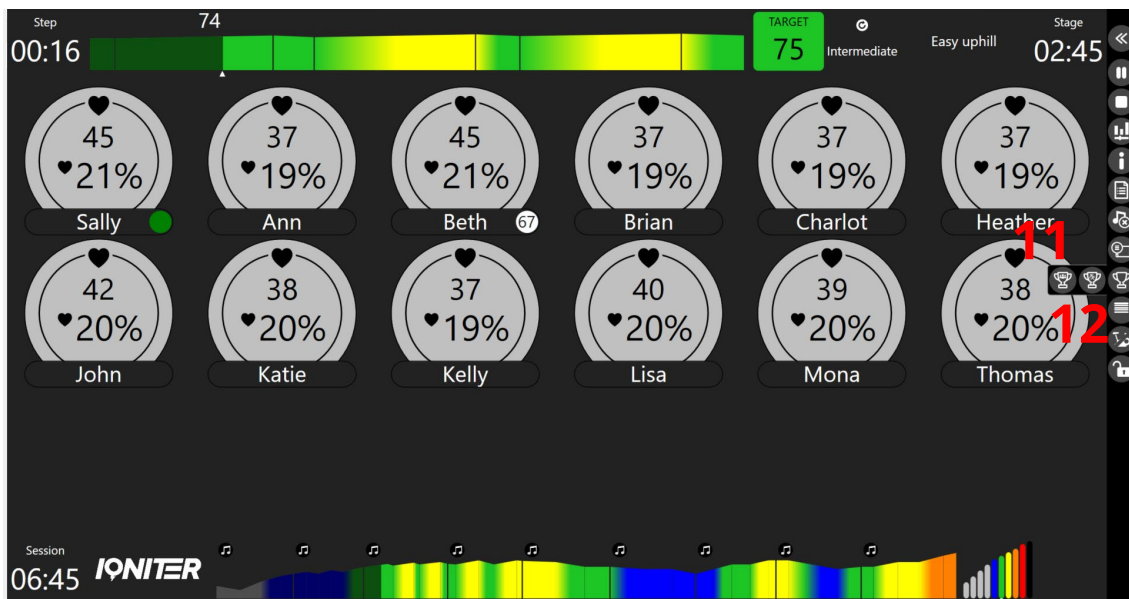 Step
00:16
74
TARGET
75
Intermediate
Easy uphill
Stage
02:45
45
21%
Sally
37
19%
Ann
45
21%
Beth
67
37
19%
Brian
37
19%
Charlot
37
19%
Heather
11
42
20%
John
38
20%
Katie
37
19%
Kelly
40
20%
Lisa
39
20%
Mona
38
20%
Thomas
12
Session
06:45
IQNITER